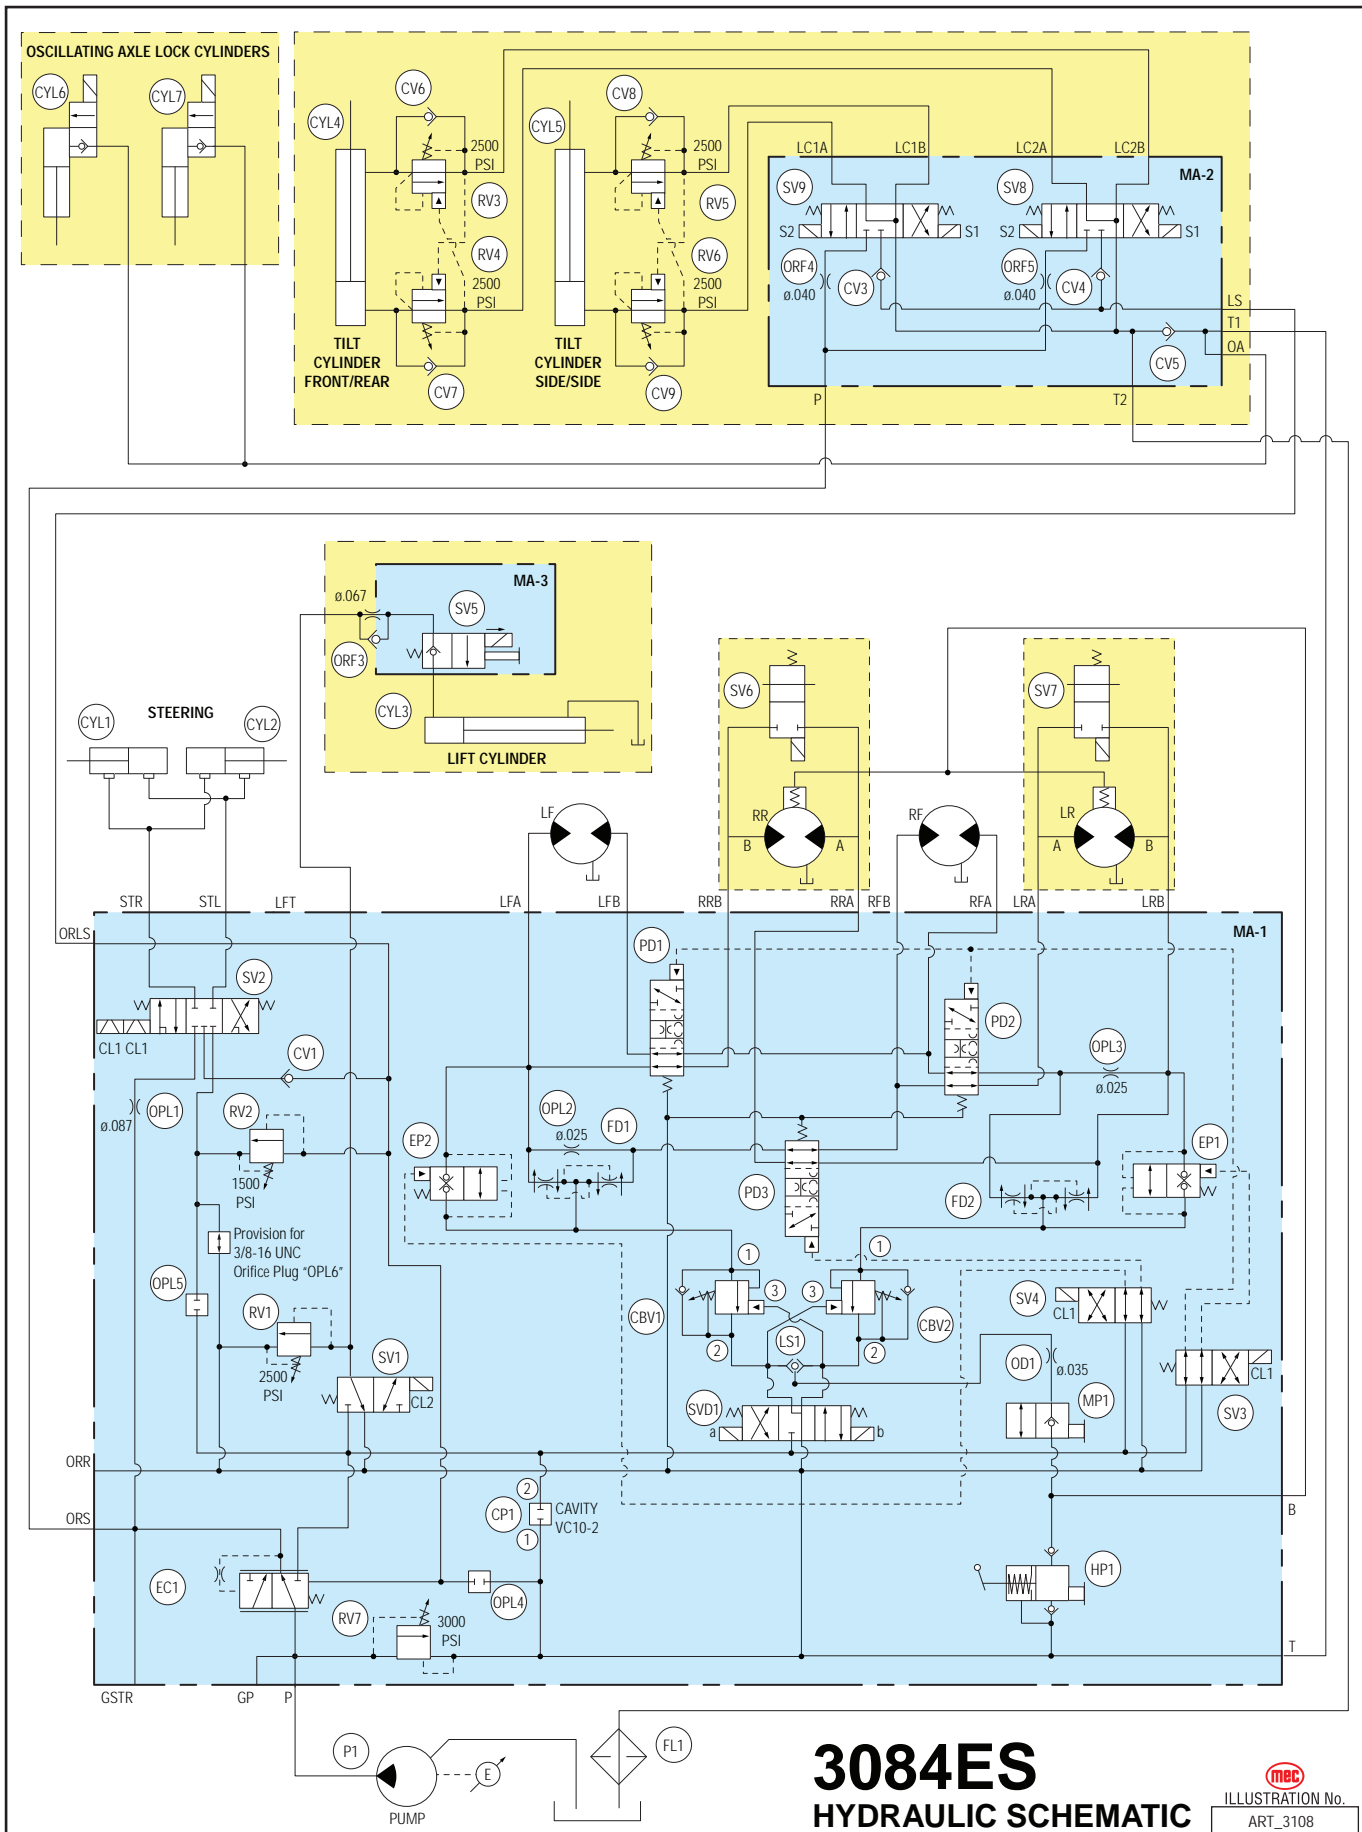 OSCILLATING AXLE LOCK CYLINDERS
CYL6
CYL7
CYL4
CV6
2500
PSI
RV3
RV4
2500
PSI
CV7
TILT
CYLINDER
FRONT/REAR
CYL5
CV8
2500
PSI
RV5
RV6
2500
PSI
CV9
TILT
CYLINDER
SIDE/SIDE
LC1A
LC1B
LC2A
LC2B
MA-2
SV9
SV8
S2
S1
S2
S1
ORF4
ø.040
CV3
ORF5
ø.040
CV4
LS
T1
OA
CV5
P
T2
MA-3
ø.067
SV5
ORF3
CYL3
LIFT CYLINDER
STEERING
CYL1
CYL2
SV6
SV7
LF
RR
B
A
RF
LR
A
B
STR
STL
LFT
LFA
LFB
RRB
RRA
RFB
RFA
LRA
LRB
ORLS
MA-1
PD1
SV2
PD2
CL1 CL1
CV1
OPL3
ø.025
OPL1
ø.087
RV2
OPL2
ø.025
FD1
EP2
EP1
1500
PSI
PD3
FD2
Provision for
3/8-16 UNC
Orifice Plug "OPL6"
1
1
OPL5
3
3
SV4
CL1
RV1
CBV1
CBV2
LS1
2
2
OD1
ø.035
SV1
2500
PSI
CL2
CL1
SV3
MP1
SVD1
a
b
ORR
2
CP1
CAVITY
VC10-2
1
B
ORS
HP1
EC1
OPL4
RV7
3000
PSI
T
GSTR
GP
P
P1
E
FL1
PUMP
3084ES
HYDRAULIC SCHEMATIC
mec
ILLUSTRATION No.
ART_3108